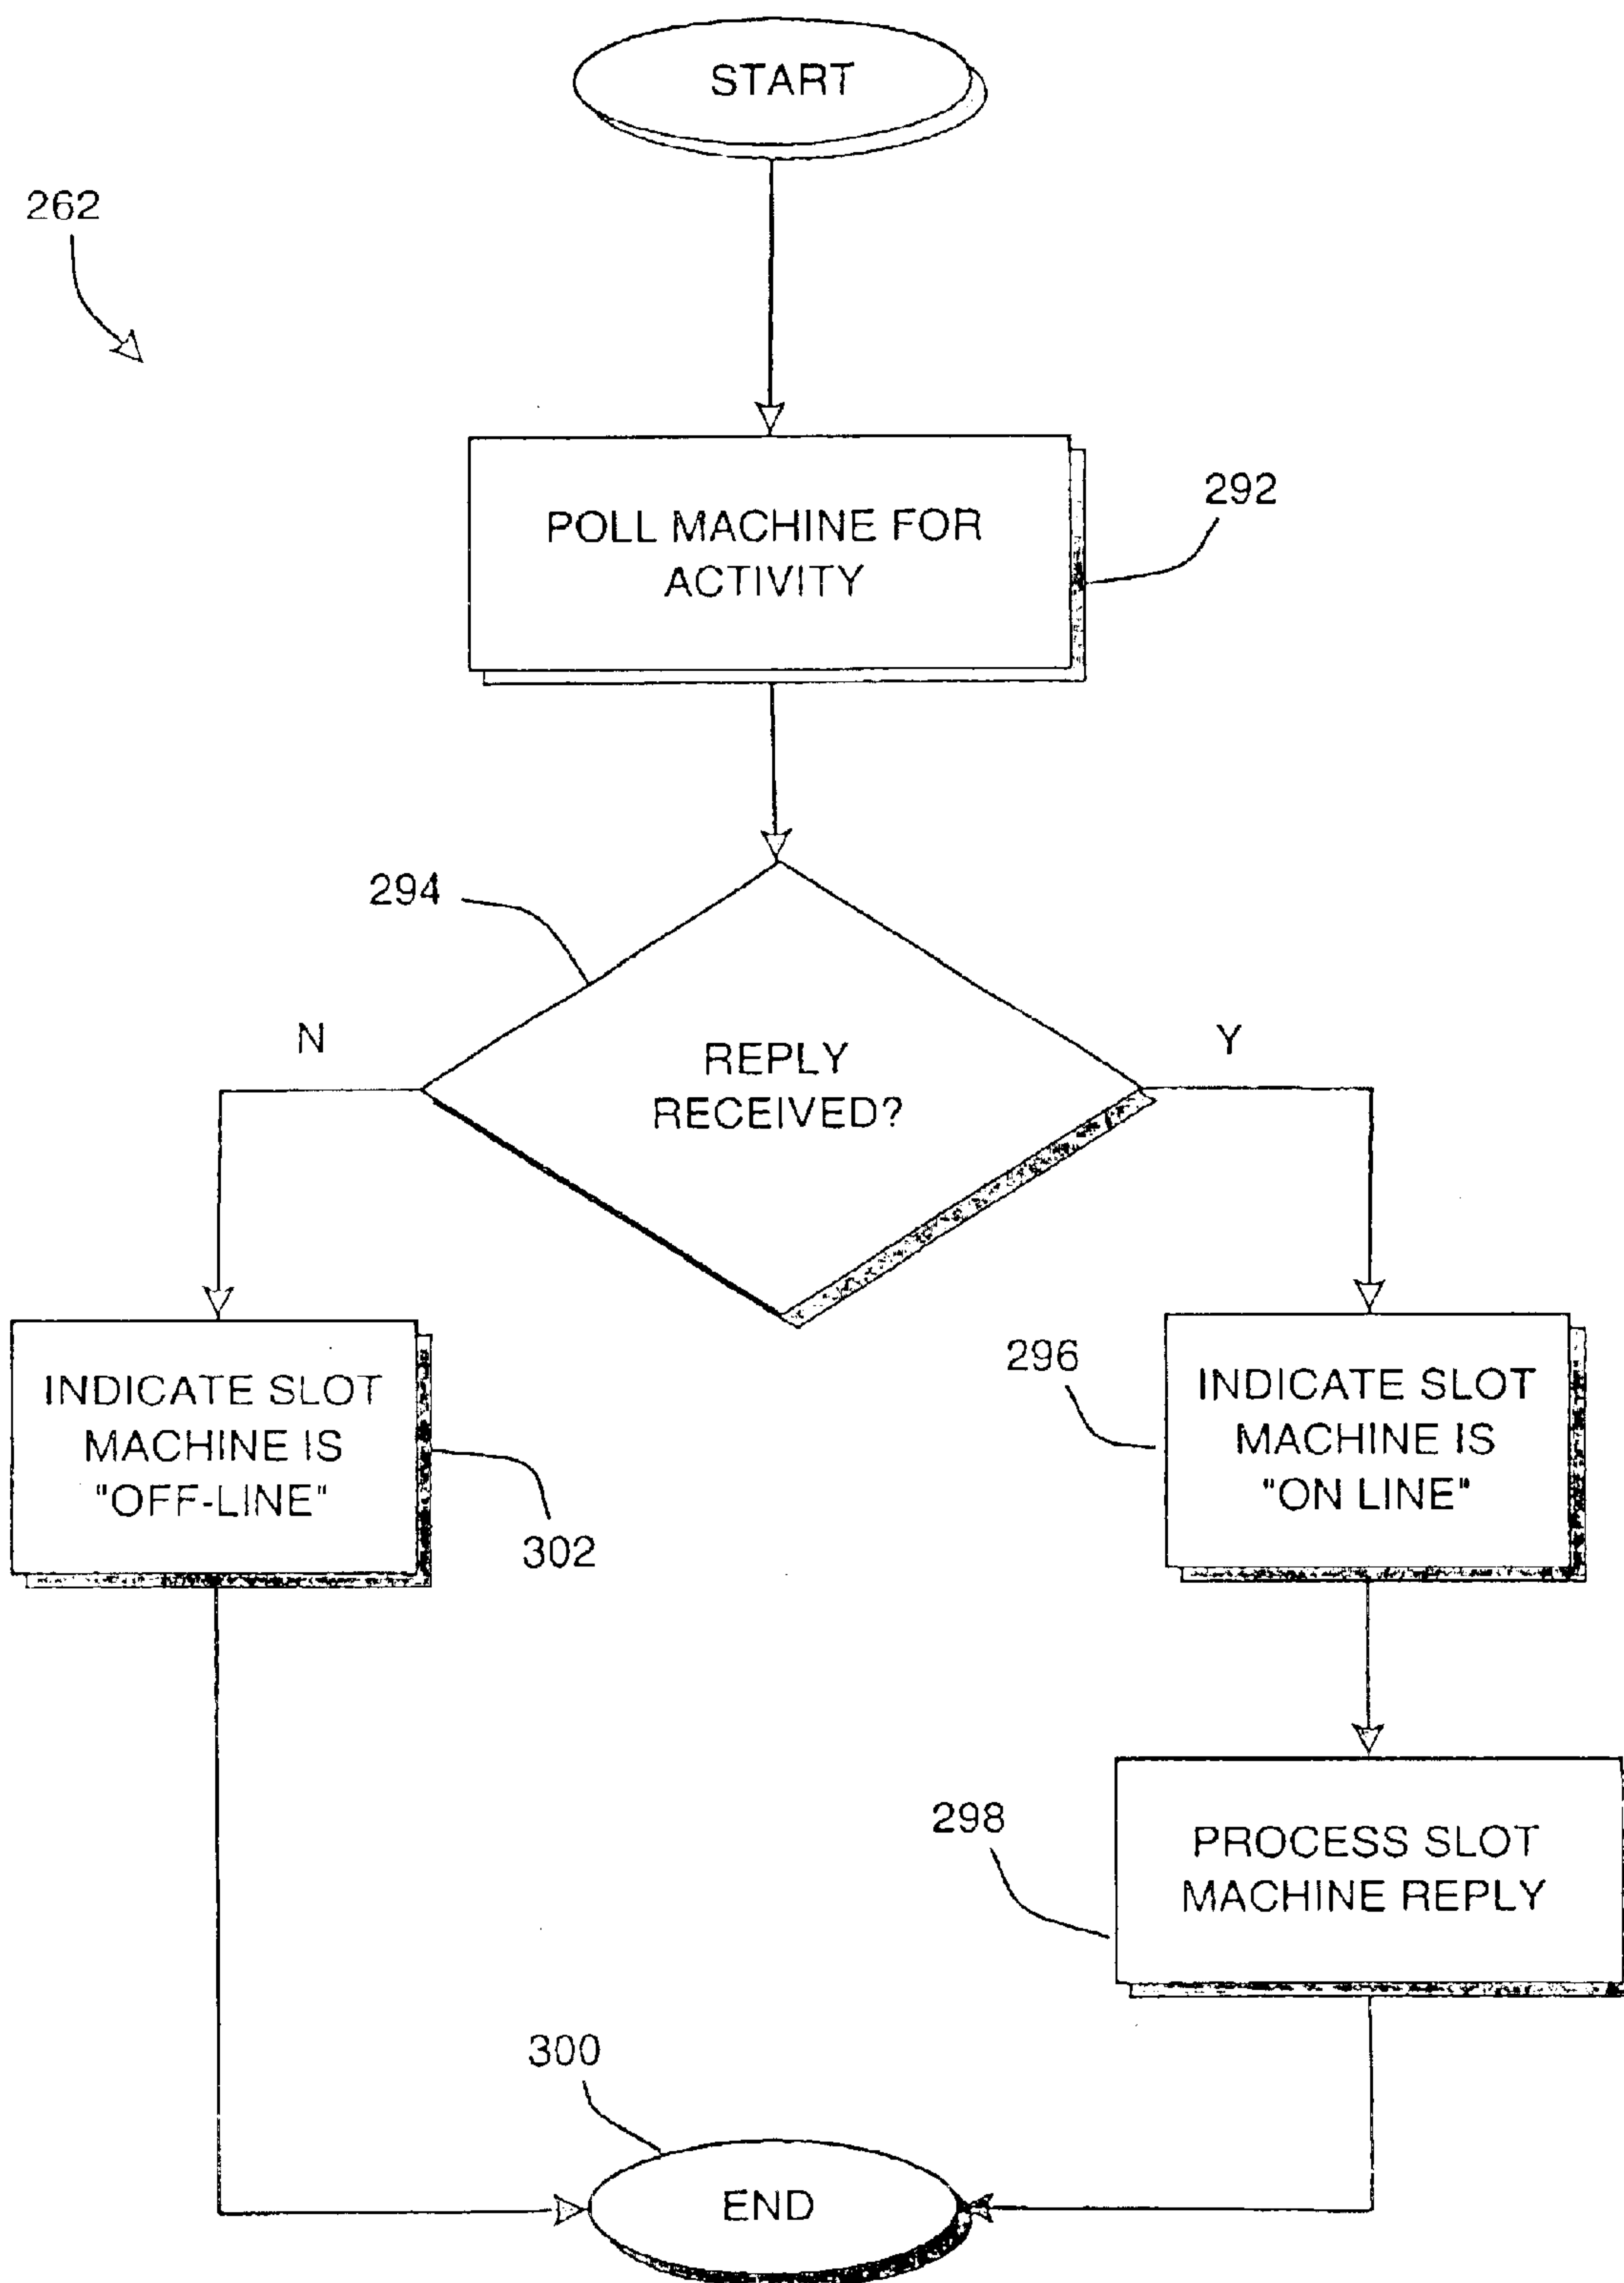 START
262
POLL MACHINE FOR
ACTIVITY
292
294
N
REPLY
RECEIVED?
Y
INDICATE SLOT
MACHINE IS
"OFF-LINE"
302
296
INDICATE SLOT
MACHINE IS
"ON LINE"
298
PROCESS SLOT
MACHINE REPLY
300
END